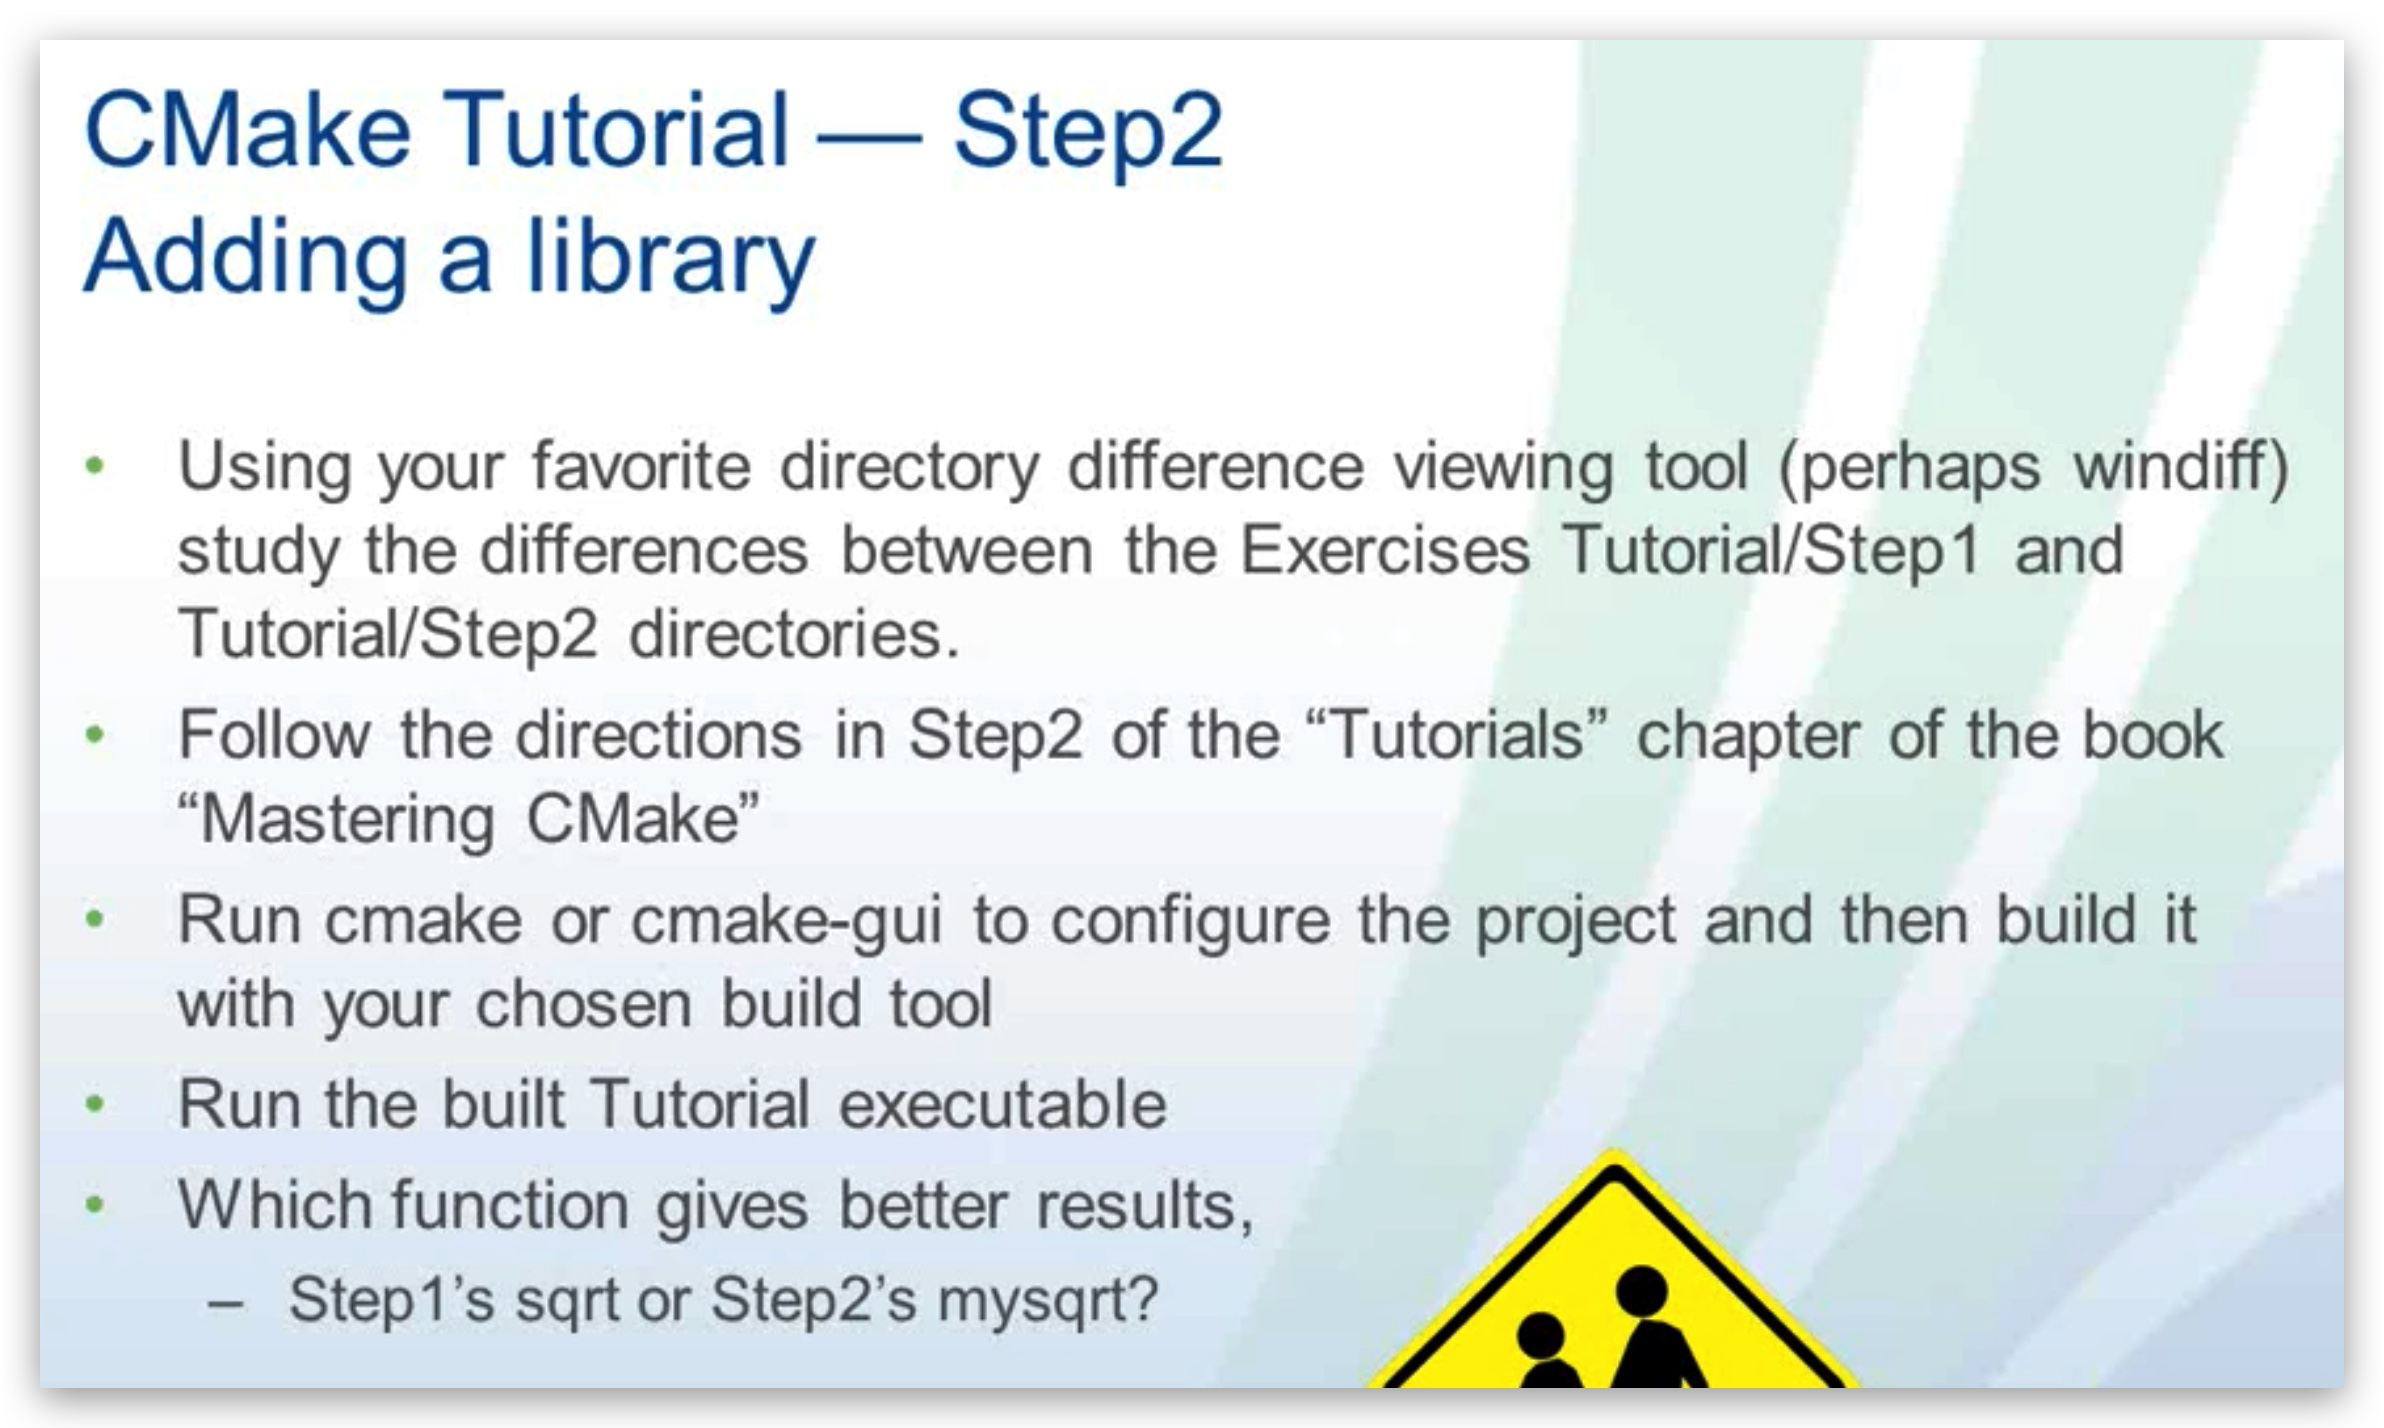 CMake Tutorial — Step2
Adding a library
• Using your favorite directory difference viewing tool (perhaps windiff)
study the differences between the Exercises Tutorial/Step1 and
Tutorial/Step2 directories.
• Follow the directions in Step2 of the “Tutorials” chapter of the book
“Mastering CMake”
• Run cmake or cmake-gui to configure the project and then build it
with your chosen build tool
• Run the built Tutorial executable
• Which function gives better results,
– Step1’s sqrt or Step2’s mysqrt?